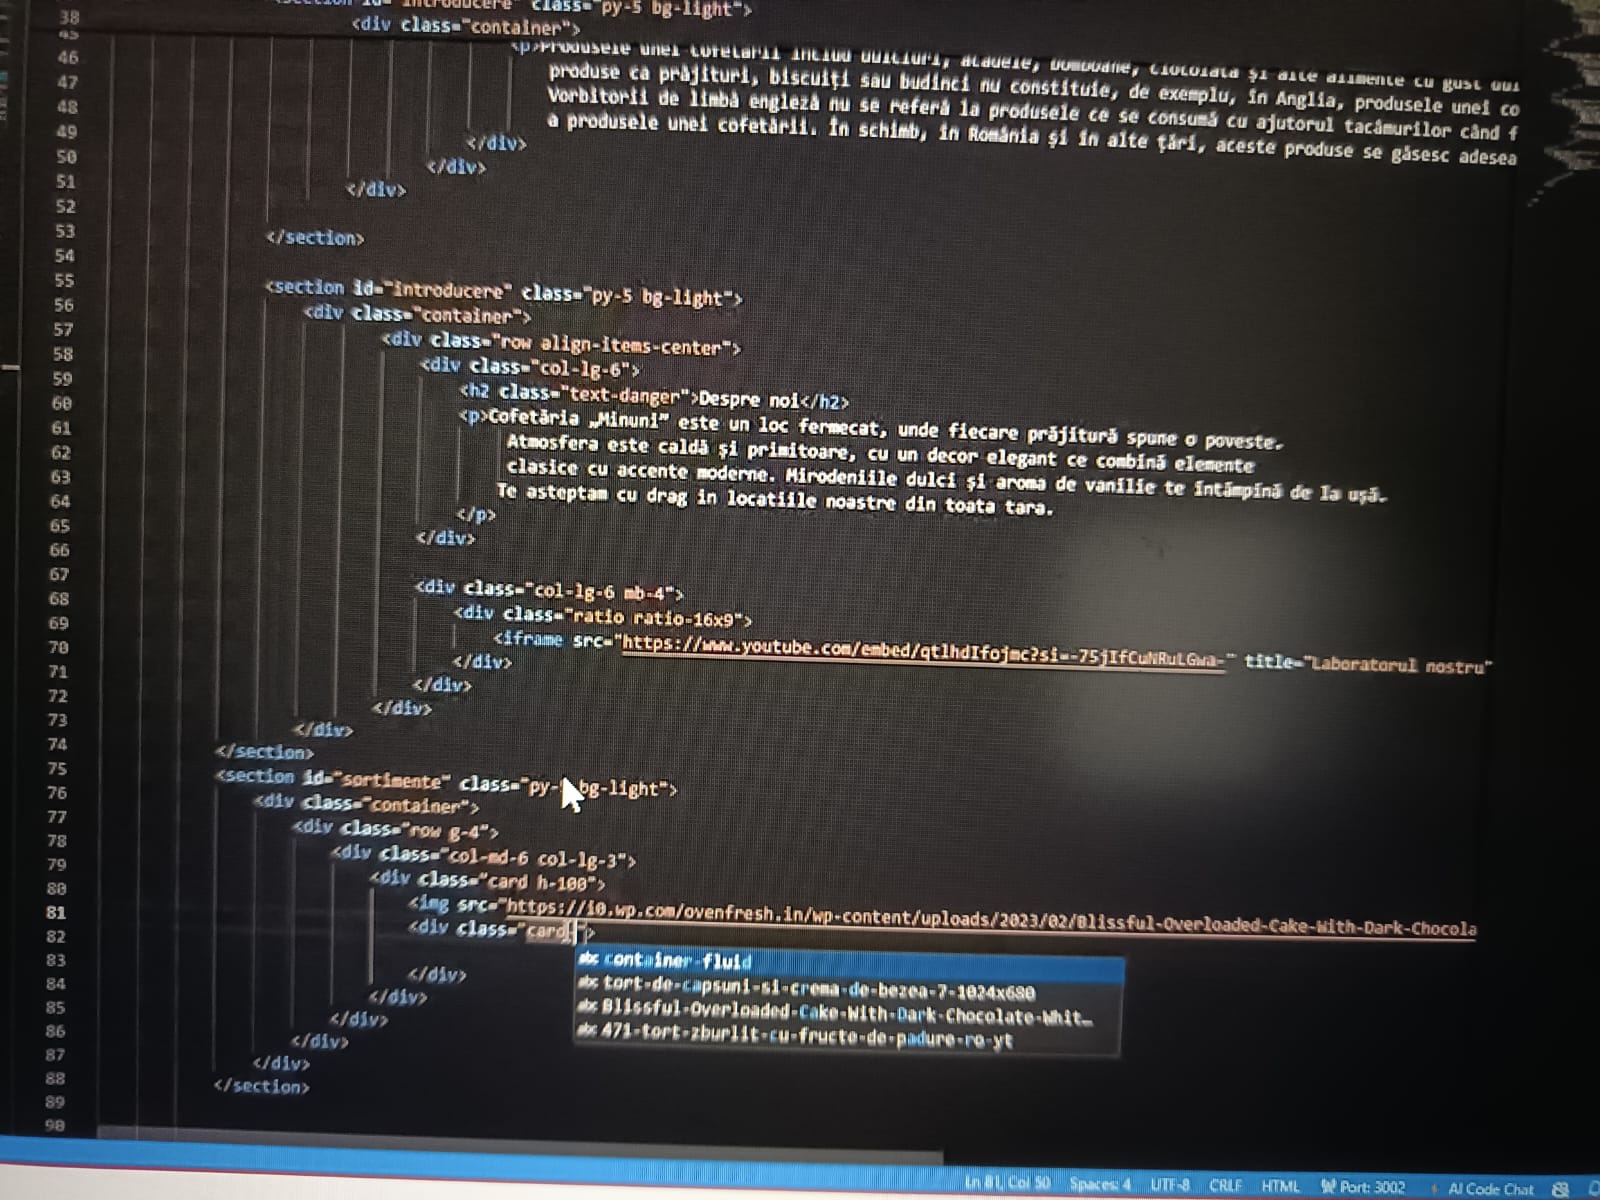 38 <section id="introducere" class="py-5 bg-light">
<div class="container">
45 <p>Produsele unei cofetării includ dulciuri, acadele, bomboane, ciocolată și alte alimente cu gust
46 produse ca prăjituri, biscuiți sau budinci nu constituie, de exemplu, în Anglia, produsele unei co
47 Vorbitorii de limbă engleză nu se referă la produsele ce se consumă cu ajutorul tacâmurilor când f
48 a produsele unei cofetării. În schimb, în România și în alte țări, aceste produse se găsesc adesea
49 </div>
50 </div>
51 </div>
52
53 </section>
54
55 <section id="introducere" class="py-5 bg-light">
56 <div class="container">
57 <div class="row align-items-center">
58 <div class="col-lg-6">
59 <h2 class="text-danger">Despre noi</h2>
60 <p>Cofetăria „Minuni” este un loc fermecat, unde fiecare prăjitură spune o poveste.
61 Atmosfera este caldă și primitoare, cu un decor elegant ce combină elemente
62 clasice cu accente moderne. Mirodeniile dulci și aroma de vanilie te întâmpină de la ușă.
63 Te asteptam cu drag in locatiile noastre din toata tara.
64 </p>
65 </div>
66
67 <div class="col-lg-6 mb-4">
68 <div class="ratio ratio-16x9">
69 <iframe src="https://www.youtube.com/embed/qtlhdIfojmc?si=-75jIfCuNRuLGwa-" title="Laboratorul nostru"
70 </div>
71 </div>
72 </div>
73 </div>
74 </section>
75 <section id="sortimente" class="py- bg-light">
76 <div class="container">
77 <div class="row g-4">
78 <div class="col-md-6 col-lg-3">
79 <div class="card h-100">
80 <img src="https://i0.wp.com/ovenfresh.in/wp-content/uploads/2023/02/Blissful-Overloaded-Cake-With-Dark-Chocola
81 <div class="card ">
82 abc container-fluid
83 </div> abc tort-de-capsuni-si-crema-de-bezea-7-1024x680
84 </div> abc Blissful-Overloaded-Cake-With-Dark-Chocolate-Whit…
85 </div> abc 471-tort-zburlit-cu-fructe-de-padure-ro-yt
86 </div>
87 </div>
88 </section>
89
90
Ln 81, Col 50 Spaces: 4 UTF-8 CRLF HTML Port: 3002 AI Code Chat